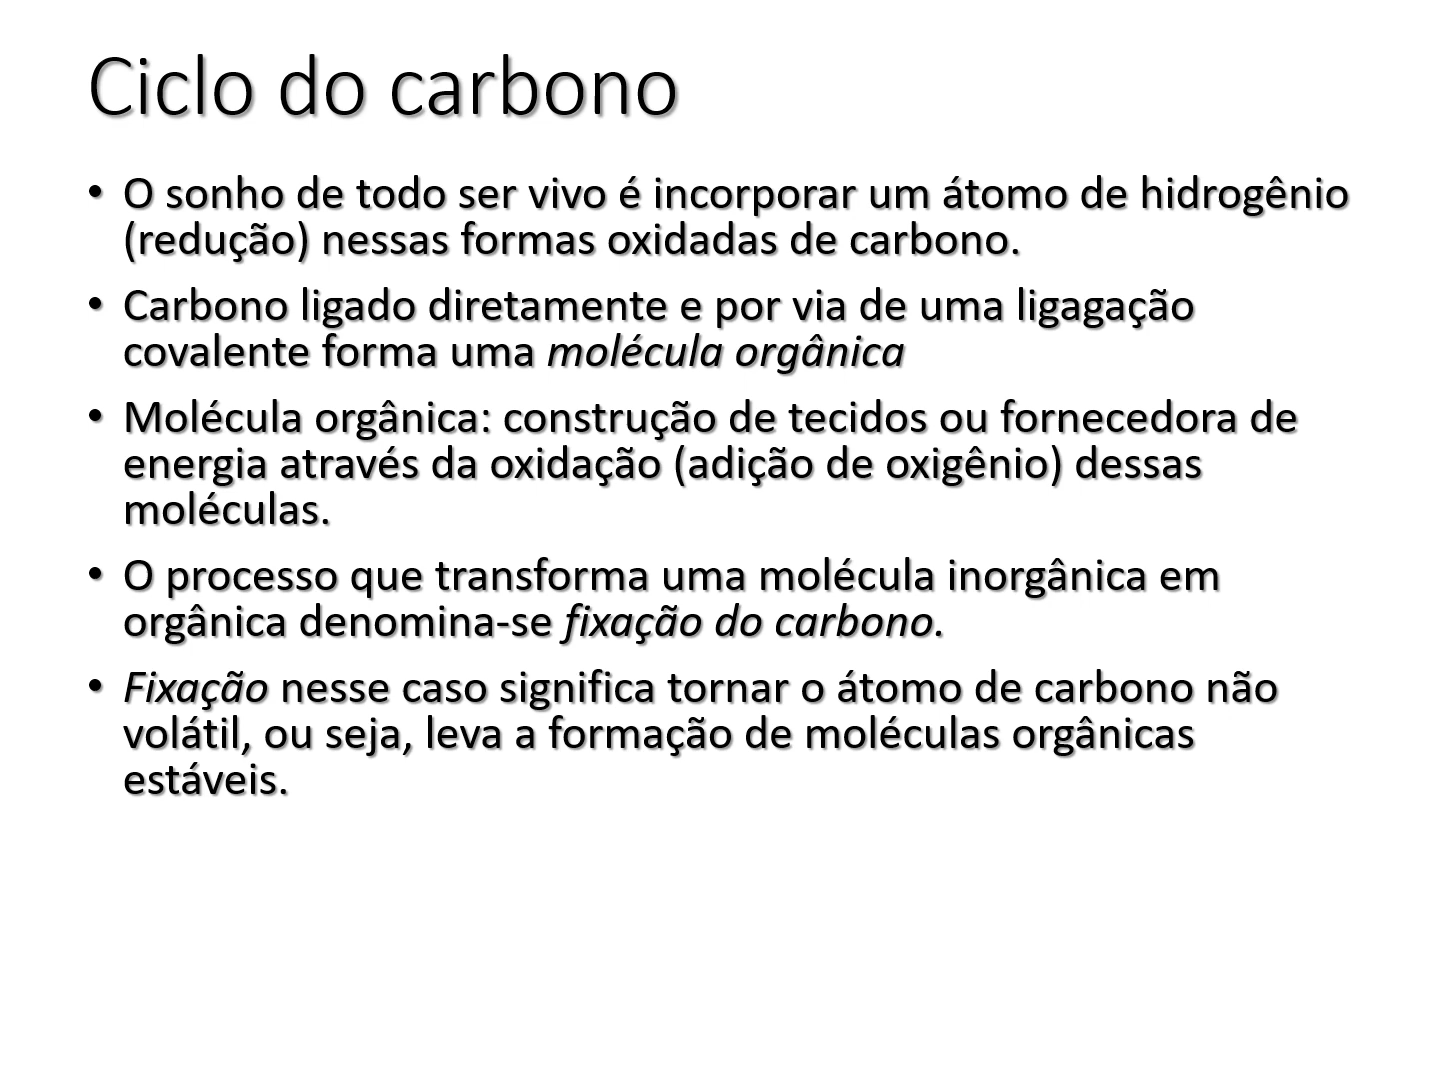 Ciclo do carbono
• O sonho de todo ser vivo é incorporar um átomo de hidrogênio
(redução) nessas formas oxidadas de carbono.
• Carbono ligado diretamente e por via de uma ligagação
covalente forma uma molécula orgânica
• Molécula orgânica: construção de tecidos ou fornecedora de
energia através da oxidação (adição de oxigênio) dessas
moléculas.
• O processo que transforma uma molécula inorgânica em
orgânica denomina-se fixação do carbono.
• Fixação nesse caso significa tornar o átomo de carbono não
volátil, ou seja, leva a formação de moléculas orgânicas
estáveis.